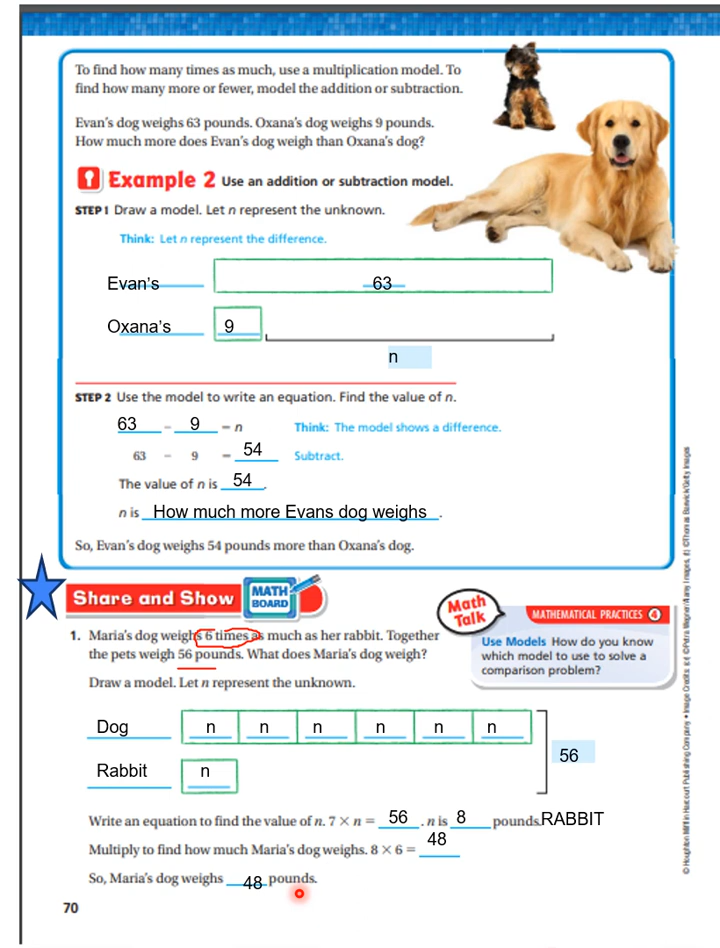 To find how many times as much, use a multiplication model. To
find how many more or fewer, model the addition or subtraction.
Evan's dog weighs 63 pounds. Oxana's dog weighs 9 pounds.
How much more does Evan's dog weigh than Oxana's dog?
Example 2 Use an addition or subtraction model.
STEP 1 Draw a model. Let n represent the unknown.
Think: Let n represent the difference.
Evan's 63
Oxana's 9
n
STEP 2 Use the model to write an equation. Find the value of n.
63 - 9 = n Think: The model shows a difference.
63 - 9 = 54 Subtract.
The value of n is 54.
n is How much more Evans dog weighs.
So, Evan's dog weighs 54 pounds more than Oxana's dog.
Share and Show MATH BOARD
Math Talk
MATHEMATICAL PRACTICES 4
Use Models How do you know
which model to use to solve a
comparison problem?
1. Maria's dog weighs 6 times as much as her rabbit. Together
the pets weigh 56 pounds. What does Maria's dog weigh?
Draw a model. Let n represent the unknown.
Dog n n n n n n
56
Rabbit n
Write an equation to find the value of n. 7 × n = 56 . n is 8 pounds.RABBIT
Multiply to find how much Maria's dog weighs. 8 × 6 = 48
So, Maria's dog weighs 48 pounds.
70
© Houghton Mifflin Harcourt Publishing Company